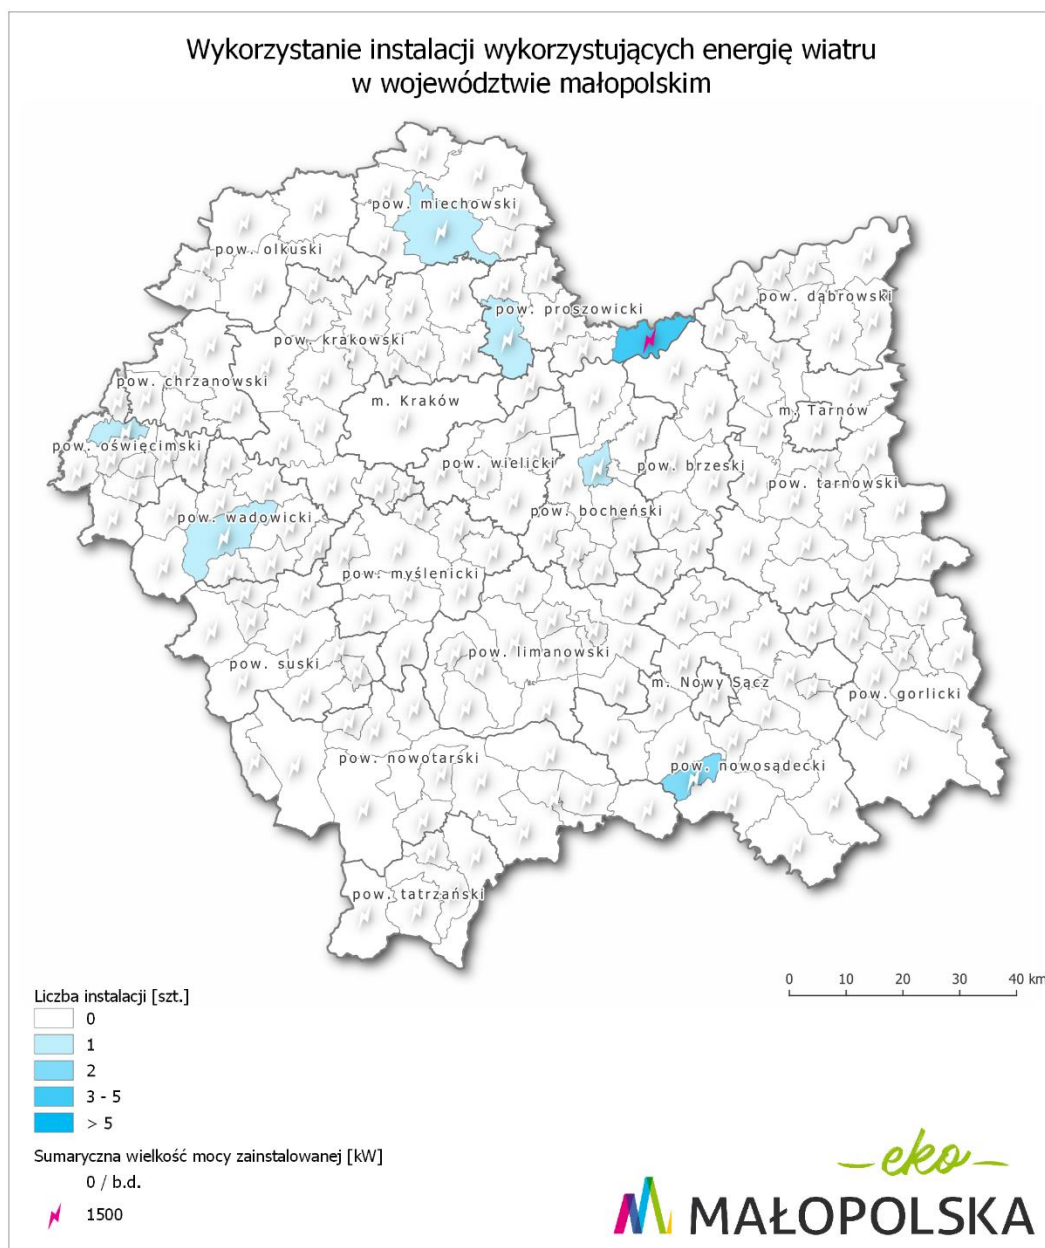 Wykorzystanie instalacji wykorzystujących energię wiatru
w województwie małopolskim
pow. miechowski
pow. olkuski
pow. dąbrowski
pow. proszowicki
pow. krakowski
pow. chrzanowski
m. Kraków
m. Tarnów
pow. oświęcimski
pow. wielicki
pow. brzeski
pow. tarnowski
pow. bocheński
pow. wadowicki
pow. myślenicki
pow. limanowski
pow. suski
m. Nowy Sącz
pow. gorlicki
pow. nowotarski
pow. nowosądecki
pow. tatrzański
0 10 20 30 40 km
Liczba instalacji [szt.]
0
1
2
3 - 5
> 5
Sumaryczna wielkość mocy zainstalowanej [kW]
0 / b.d.
1500
eko
MAŁOPOLSKA